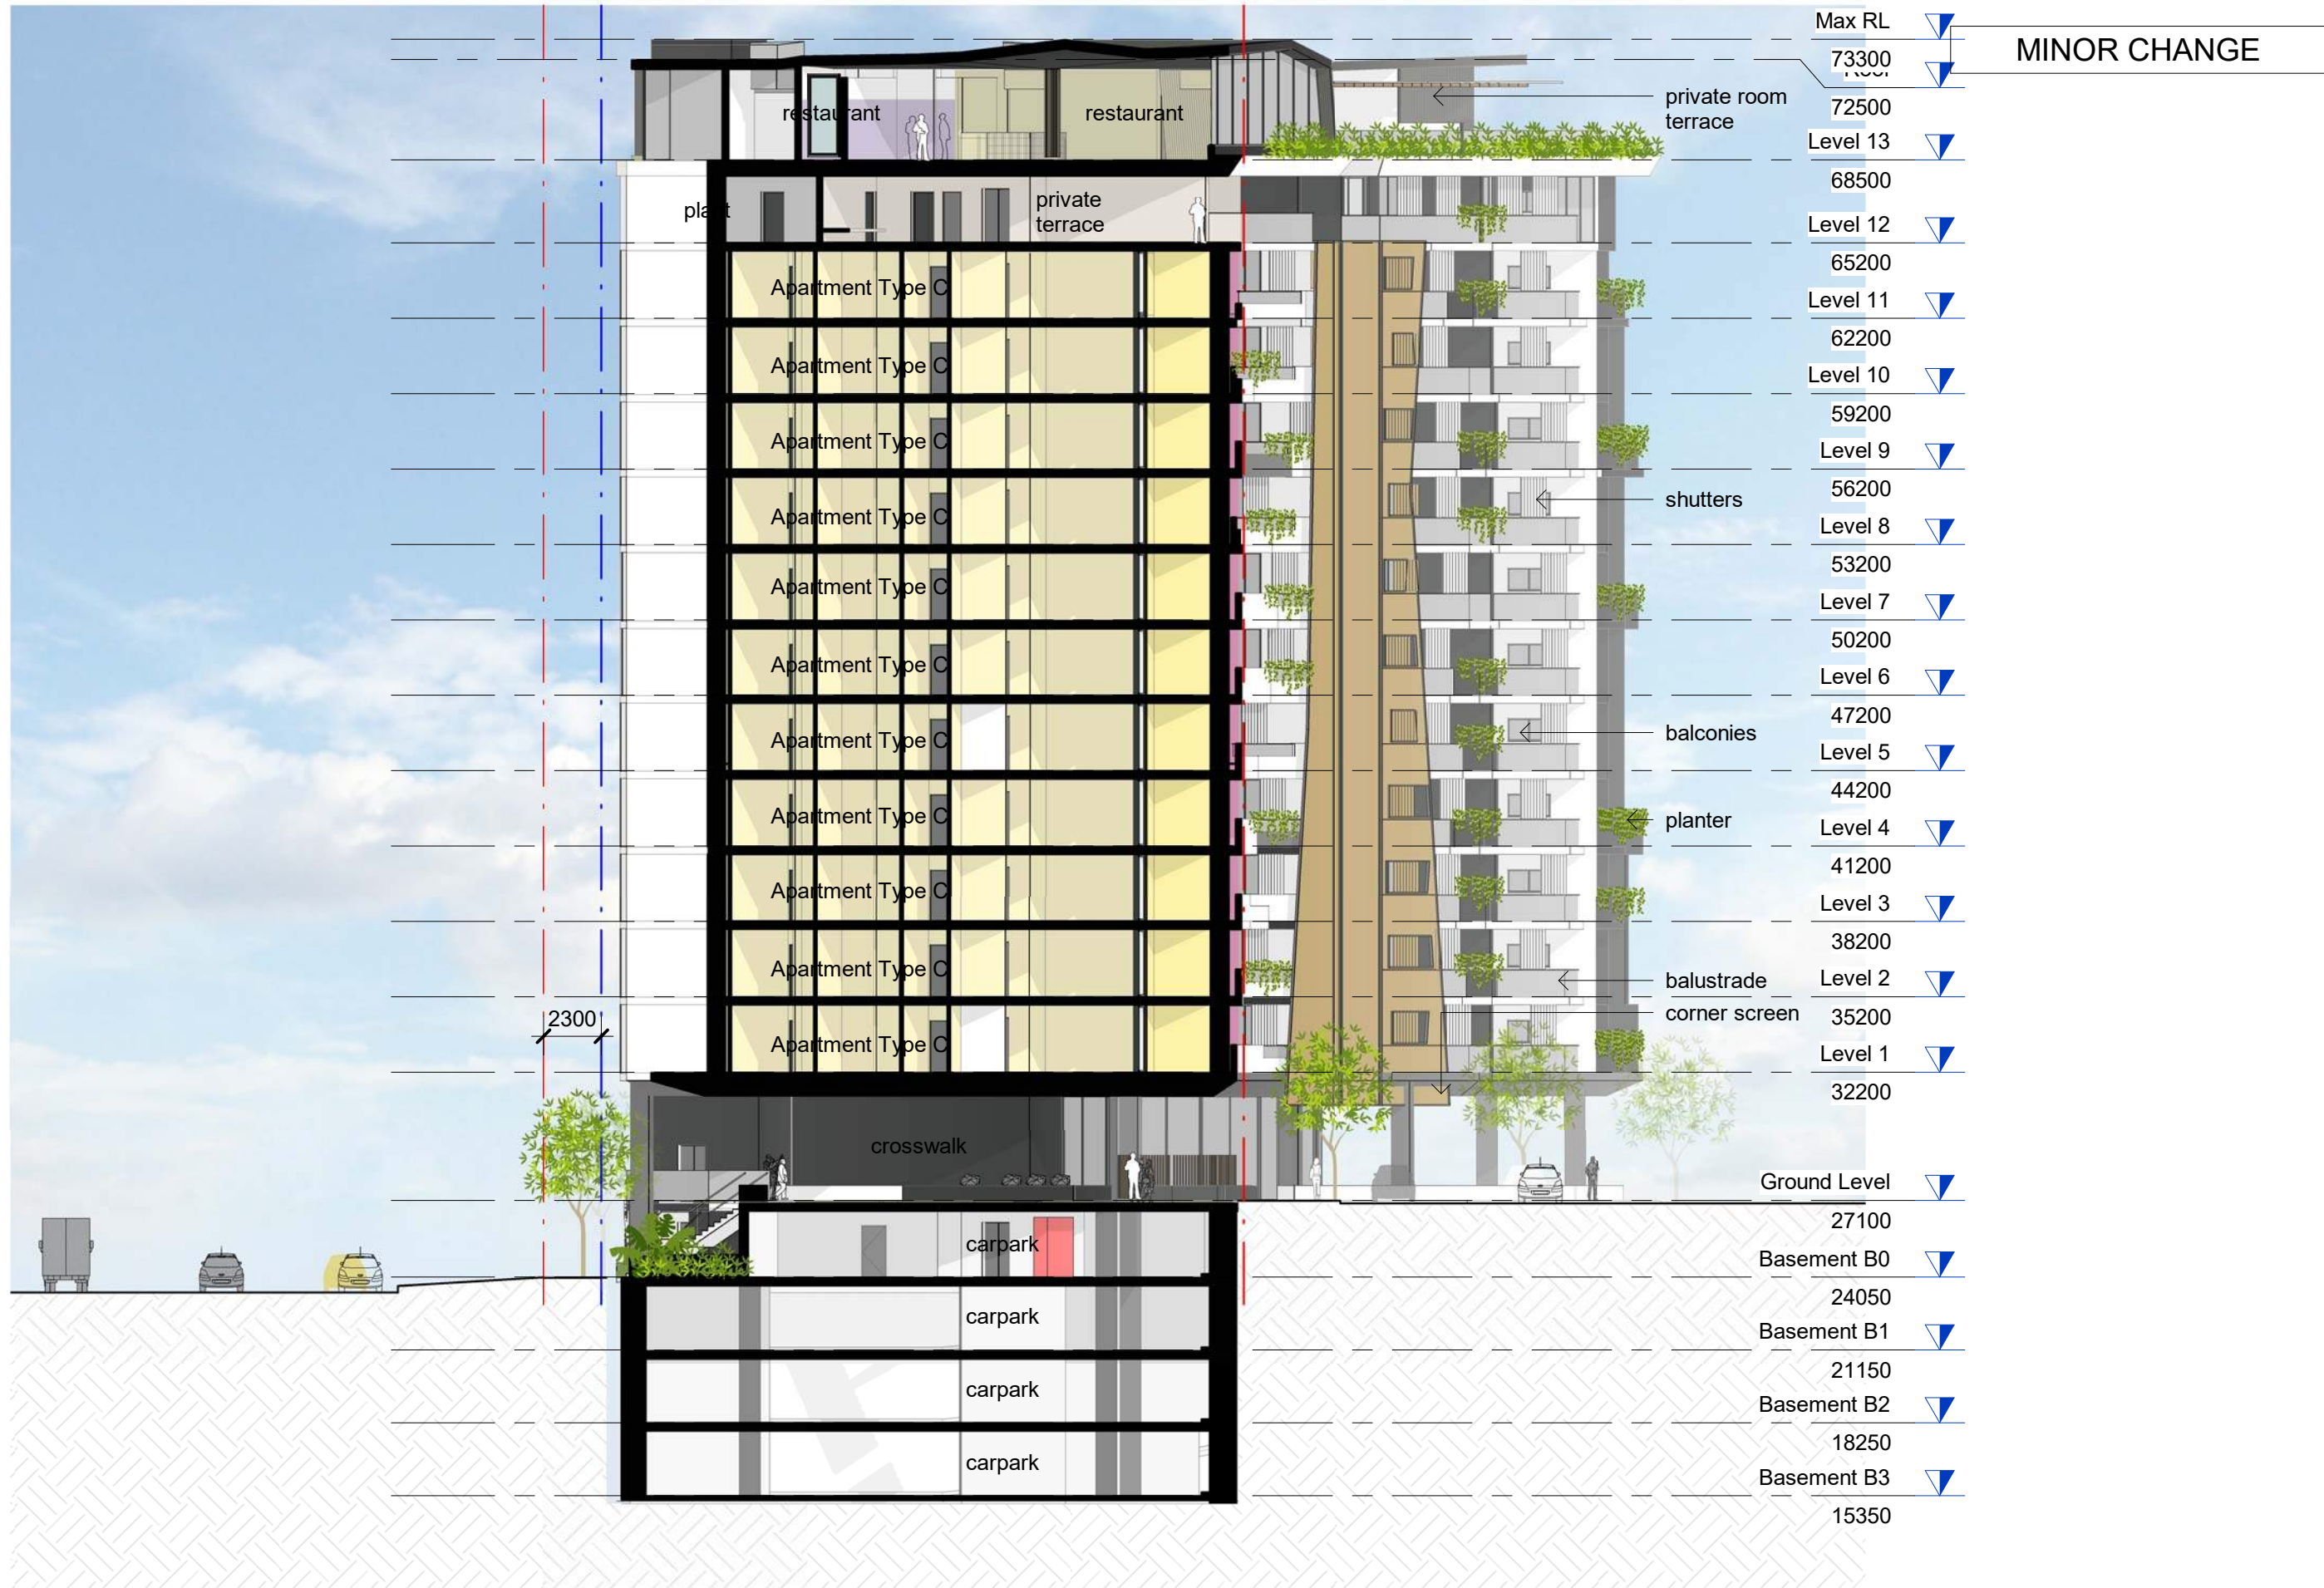 Max RL
MINOR CHANGE
73300
Roof
restaurant
restaurant
private room
terrace
72500
Level 13
68500
plant
private
terrace
Level 12
65200
Apartment Type C
Level 11
62200
Apartment Type C
Level 10
59200
Apartment Type C
Level 9
56200
shutters
Apartment Type C
Level 8
53200
Apartment Type C
Level 7
50200
Apartment Type C
Level 6
47200
balconies
Apartment Type C
Level 5
44200
Apartment Type C
planter
Level 4
41200
Apartment Type C
Level 3
38200
Apartment Type C
balustrade
Level 2
corner screen
35200
2300
Apartment Type C
Level 1
32200
crosswalk
Ground Level
27100
carpark
Basement B0
24050
carpark
Basement B1
21150
carpark
Basement B2
18250
carpark
Basement B3
15350